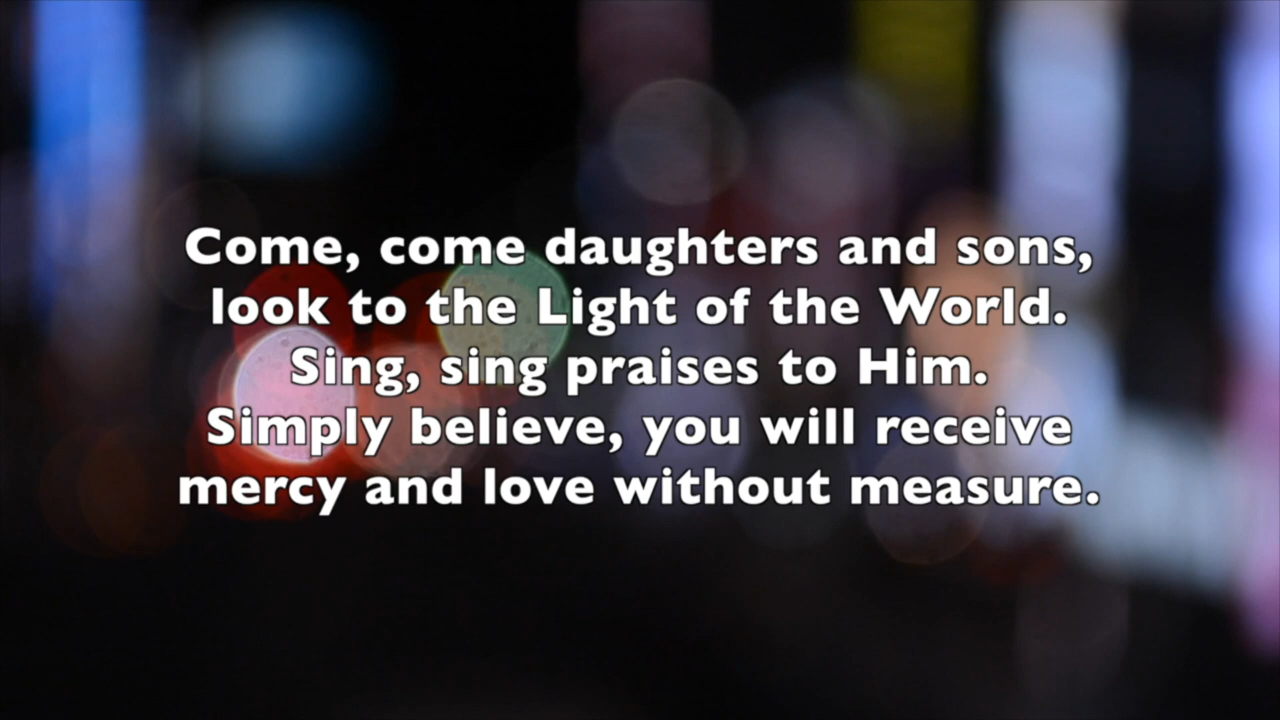 Come, come daughters and sons,
look to the Light of the World.
Sing, sing praises to Him.
Simply believe, you will receive
mercy and love without measure.